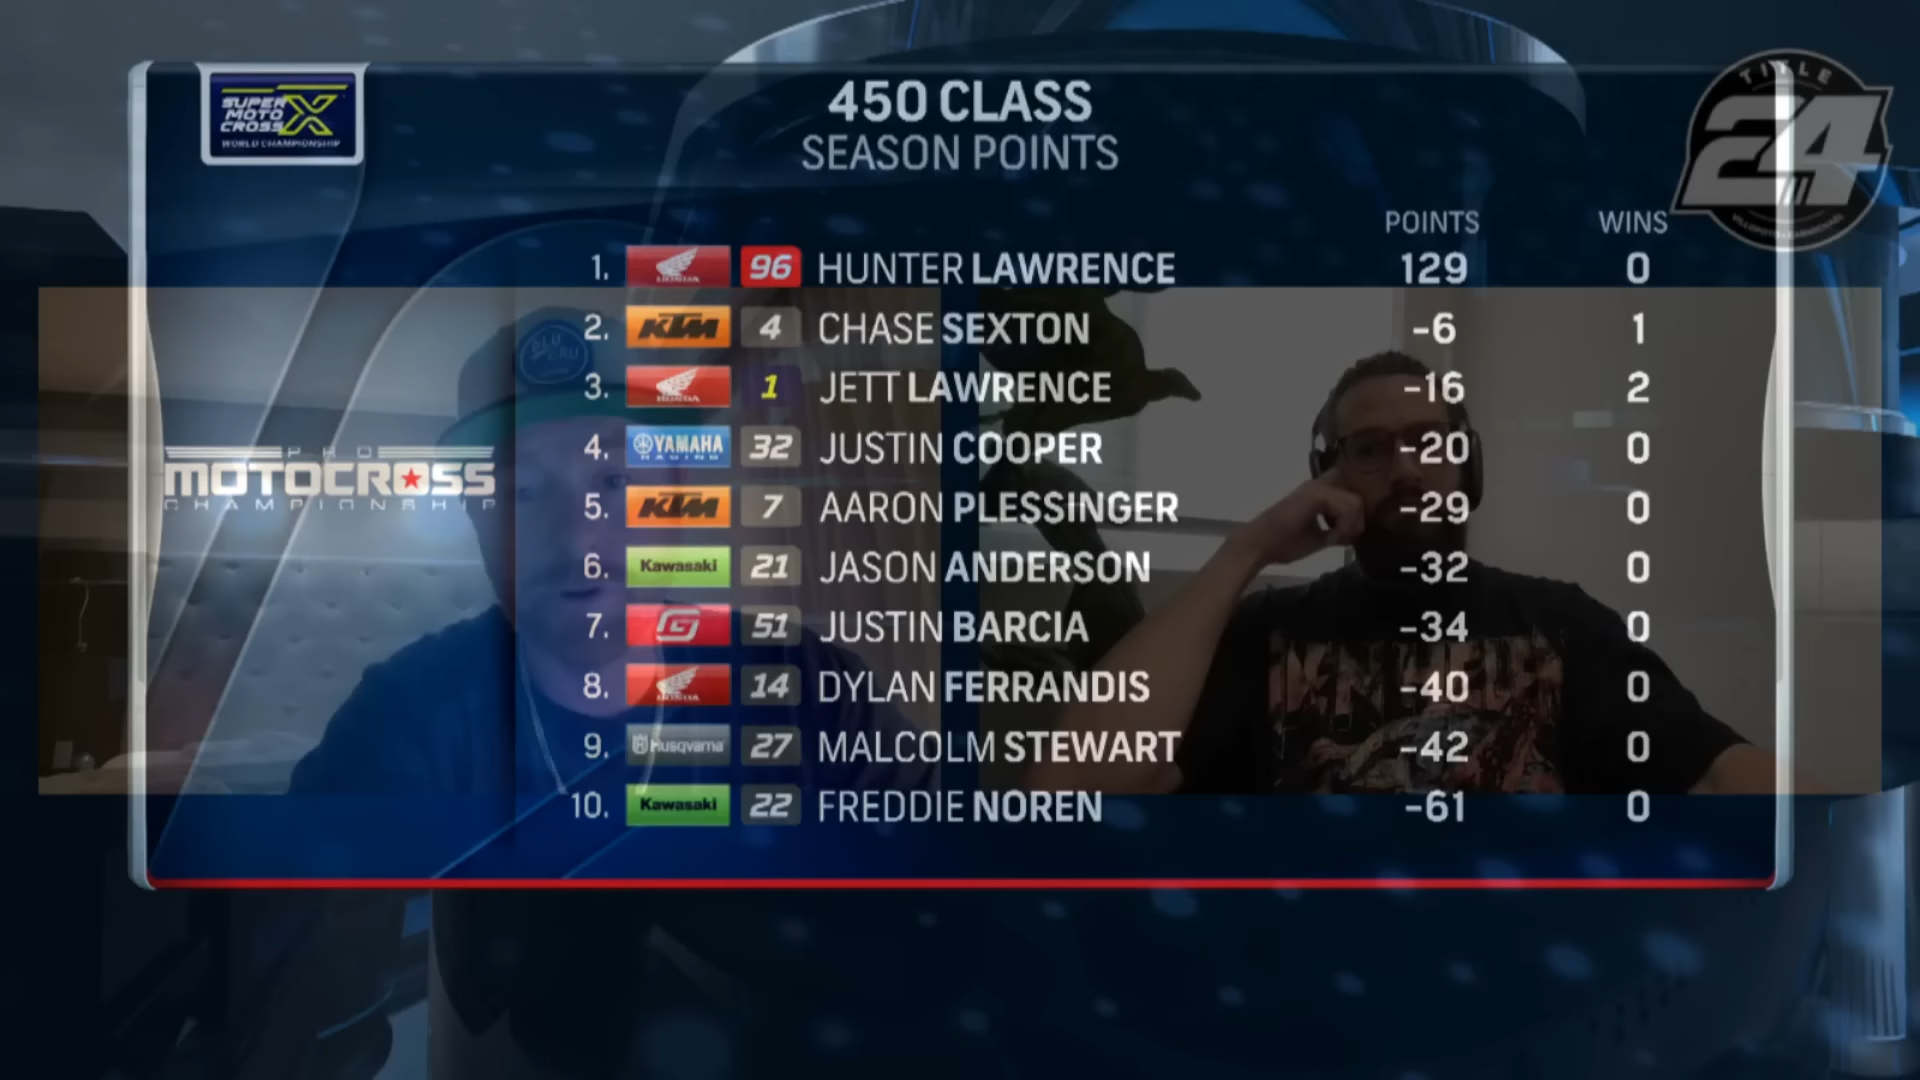 SUPER
MOTO
CROSS X
WORLD CHAMPIONSHIP
TITLE
24
450 CLASS
SEASON POINTS
POINTS WINS
1. HONDA 96 HUNTER LAWRENCE 129 0
2. KTM 4 CHASE SEXTON -6 1
3. HONDA 1 JETT LAWRENCE -16 2
4. YAMAHA RACING 32 JUSTIN COOPER -20 0
5. KTM 7 AARON PLESSINGER -29 0
6. Kawasaki 21 JASON ANDERSON -32 0
7. G 51 JUSTIN BARCIA -34 0
8. HONDA 14 DYLAN FERRANDIS -40 0
9. Husqvarna 27 MALCOLM STEWART -42 0
10. Kawasaki 22 FREDDIE NOREN -61 0
PRO
MOTOCROSS
CHAMPIONSHIP
BLU
CRU